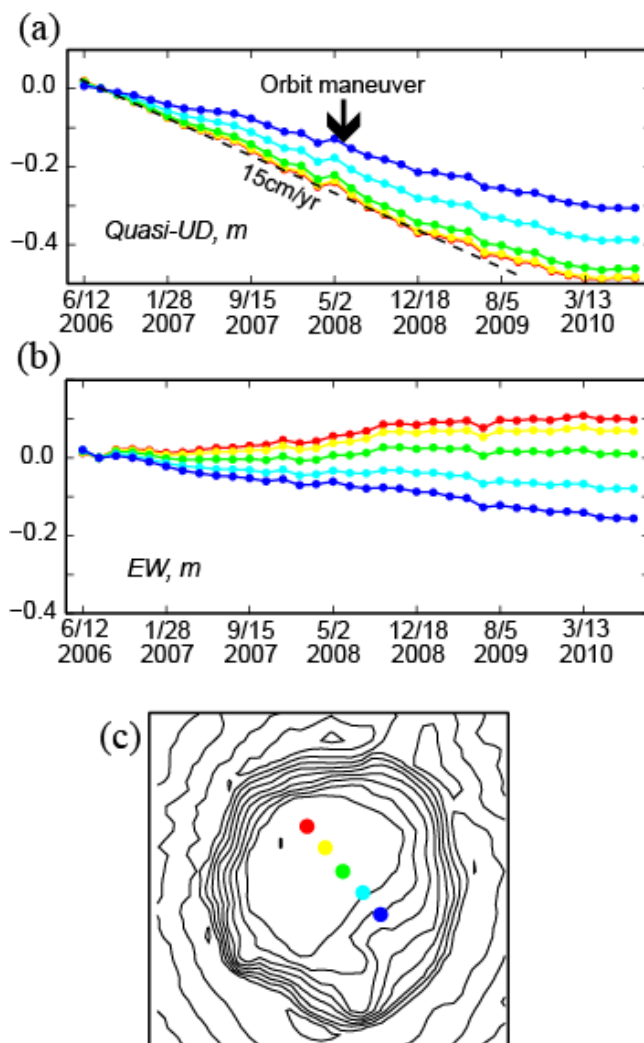 (a)
0.0
−0.2
−0.4
Orbit maneuver
15cm/yr
Quasi-UD, m
6/12 1/28 9/15 5/2 12/18 8/5 3/13
2006 2007 2007 2008 2008 2009 2010
(b)
0.0
−0.2
−0.4
EW, m
6/12 1/28 9/15 5/2 12/18 8/5 3/13
2006 2007 2007 2008 2008 2009 2010
(c)